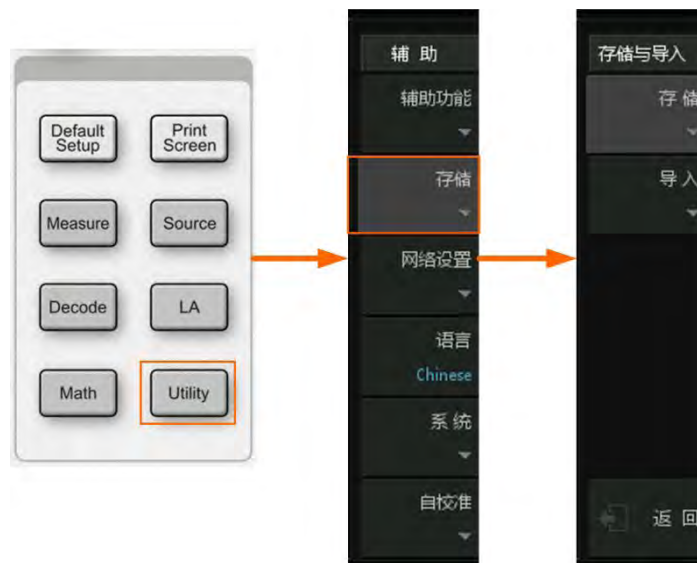 Default
Setup
Print
Screen
Measure
Source
Decode
LA
Math
Utility
辅 助
辅助功能
存储
网络设置
语言
Chinese
系 统
自校准
存储与导入
存 储
导 入
返 回